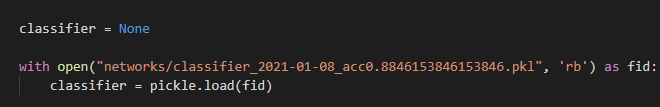 classifier = None
with open("networks/classifier_2021-01-08_acc0.8846153846153846.pkl", 'rb') as fid:
    classifier = pickle.load(fid)